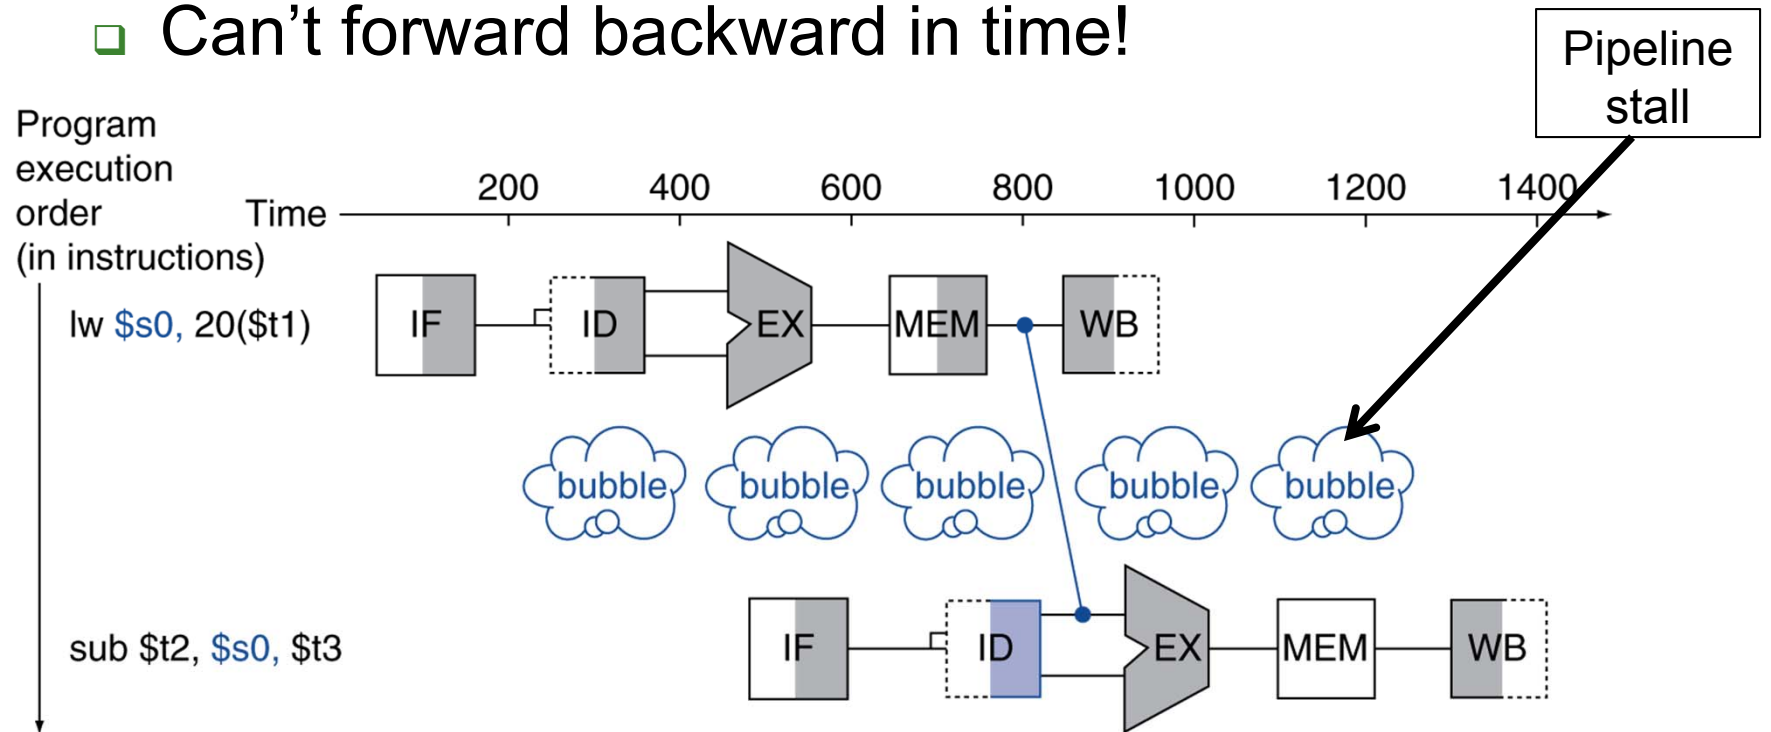 Can’t forward backward in time!
Pipeline
stall
Program
execution
order
(in instructions)
Time
200 400 600 800 1000 1200 1400
lw $s0, 20($t1)
IF ID EX MEM WB
bubble bubble bubble bubble bubble
sub $t2, $s0, $t3
IF ID EX MEM WB